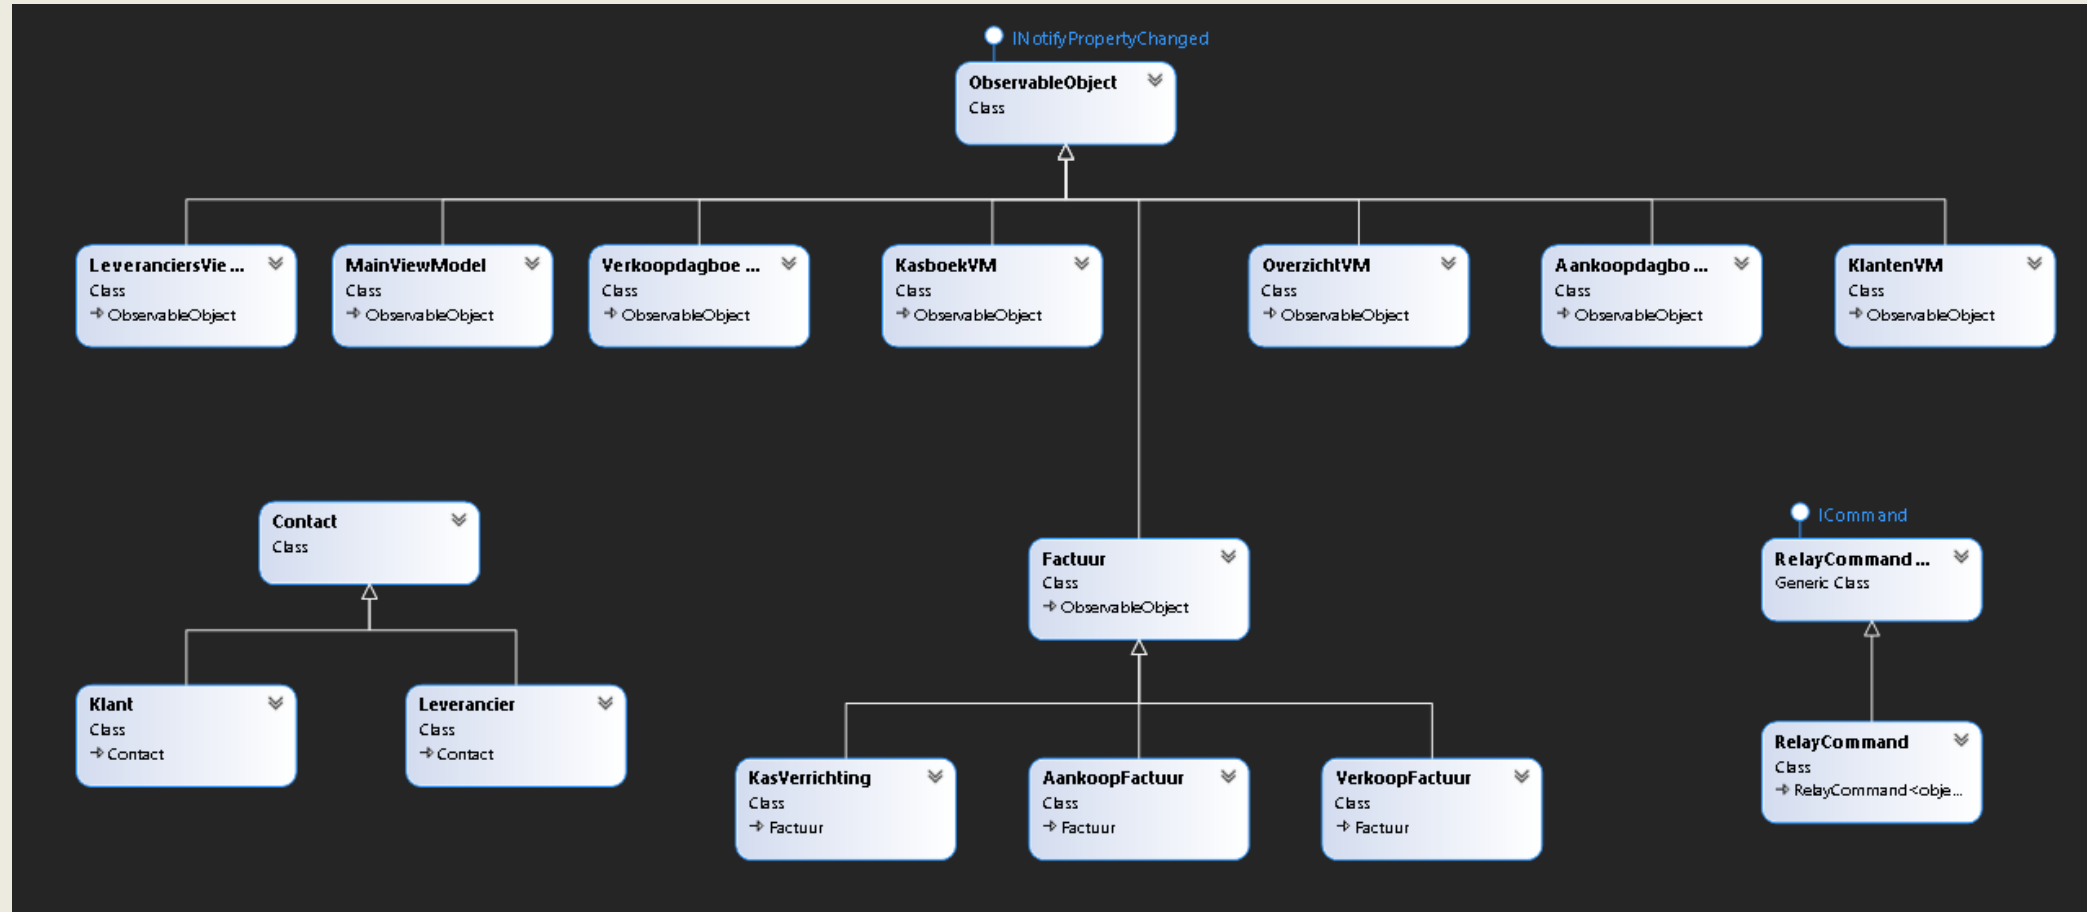 INotifyPropertyChanged
ObservableObject
Class
LeveranciersVie...
Class
ObservableObject
MainViewModel
Class
ObservableObject
Verkoopdagboe...
Class
ObservableObject
KasboekVM
Class
ObservableObject
OverzichtVM
Class
ObservableObject
Aankoopdagbo...
Class
ObservableObject
KlantenVM
Class
ObservableObject
Contact
Class
Factuur
Class
ObservableObject
ICommand
RelayCommand...
Generic Class
Klant
Class
Contact
Leverancier
Class
Contact
KasVerrichting
Class
Factuur
AankoopFactuur
Class
Factuur
VerkoopFactuur
Class
Factuur
RelayCommand
Class
RelayCommand<obje...